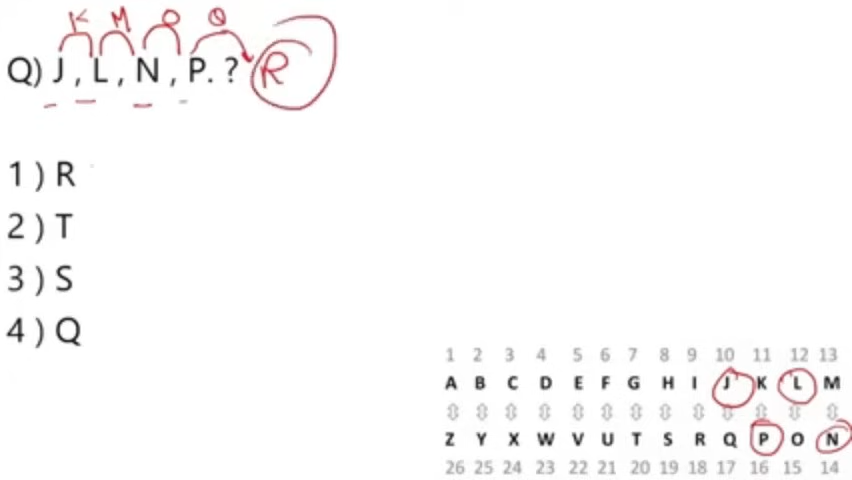 K M O Q
Q) J , L , N , P. ? R
1 ) R
2 ) T
3 ) S
4 ) Q
1 2 3 4 5 6 7 8 9 10 11 12 13
A B C D E F G H I J K L M
⇕ ⇕ ⇕ ⇕ ⇕ ⇕ ⇕ ⇕ ⇕ ⇕ ⇕ ⇕ ⇕
Z Y X W V U T S R Q P O N
26 25 24 23 22 21 20 19 18 17 16 15 14